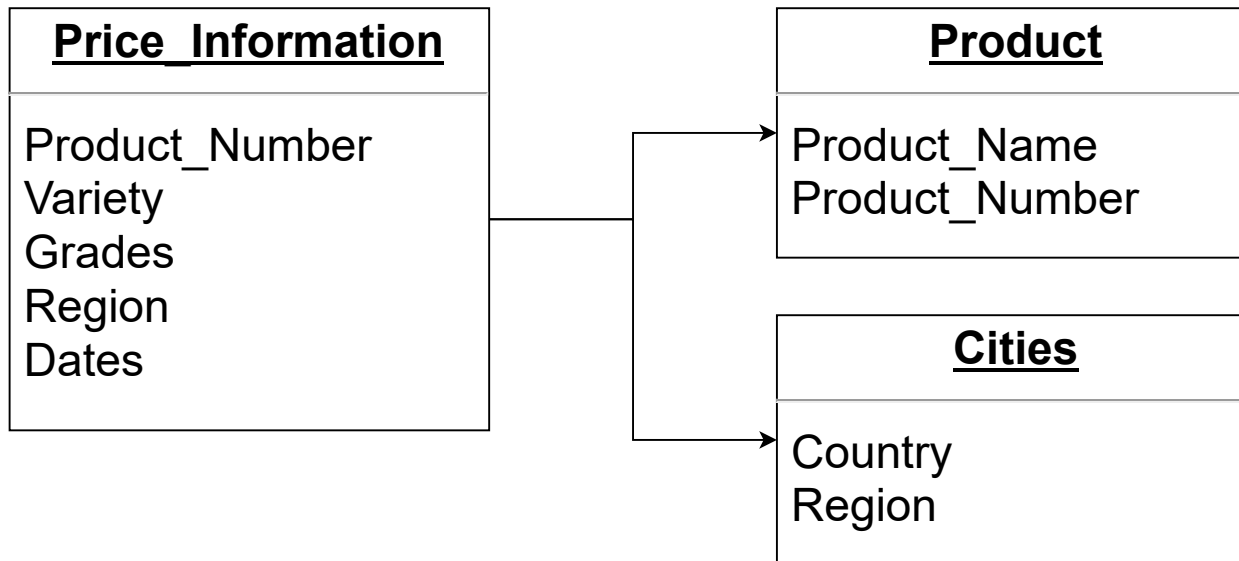 Price_Information
Product_Number
Variety
Grades
Region
Dates
Product
Product_Name
Product_Number
Cities
Country
Region